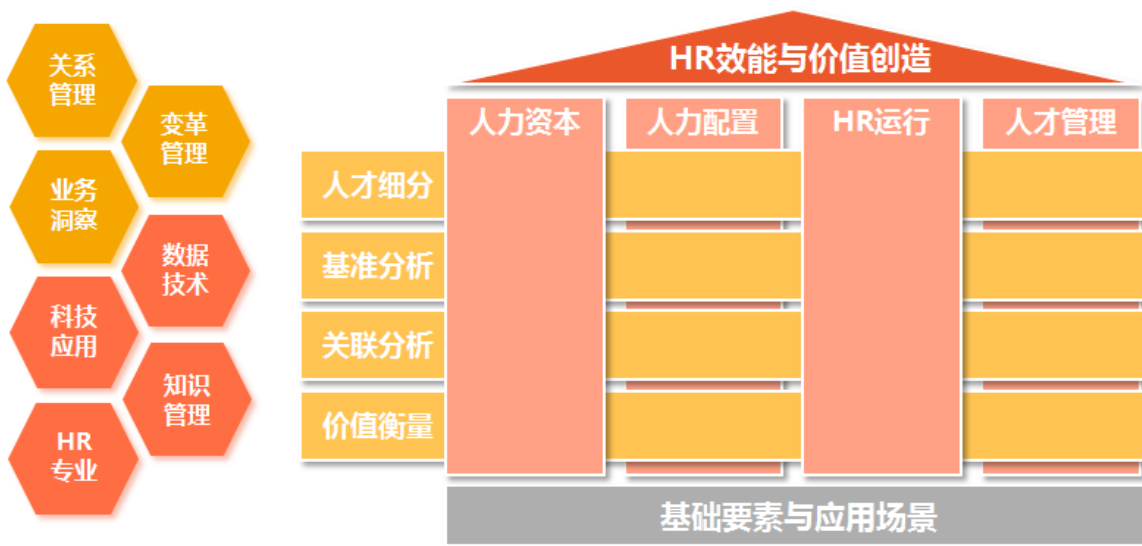 关系
管理
变革
管理
业务
洞察
数据
技术
科技
应用
知识
管理
HR
专业
HR效能与价值创造
人力资本
人力配置
HR运行
人才管理
人才细分
基准分析
关联分析
价值衡量
基础要素与应用场景